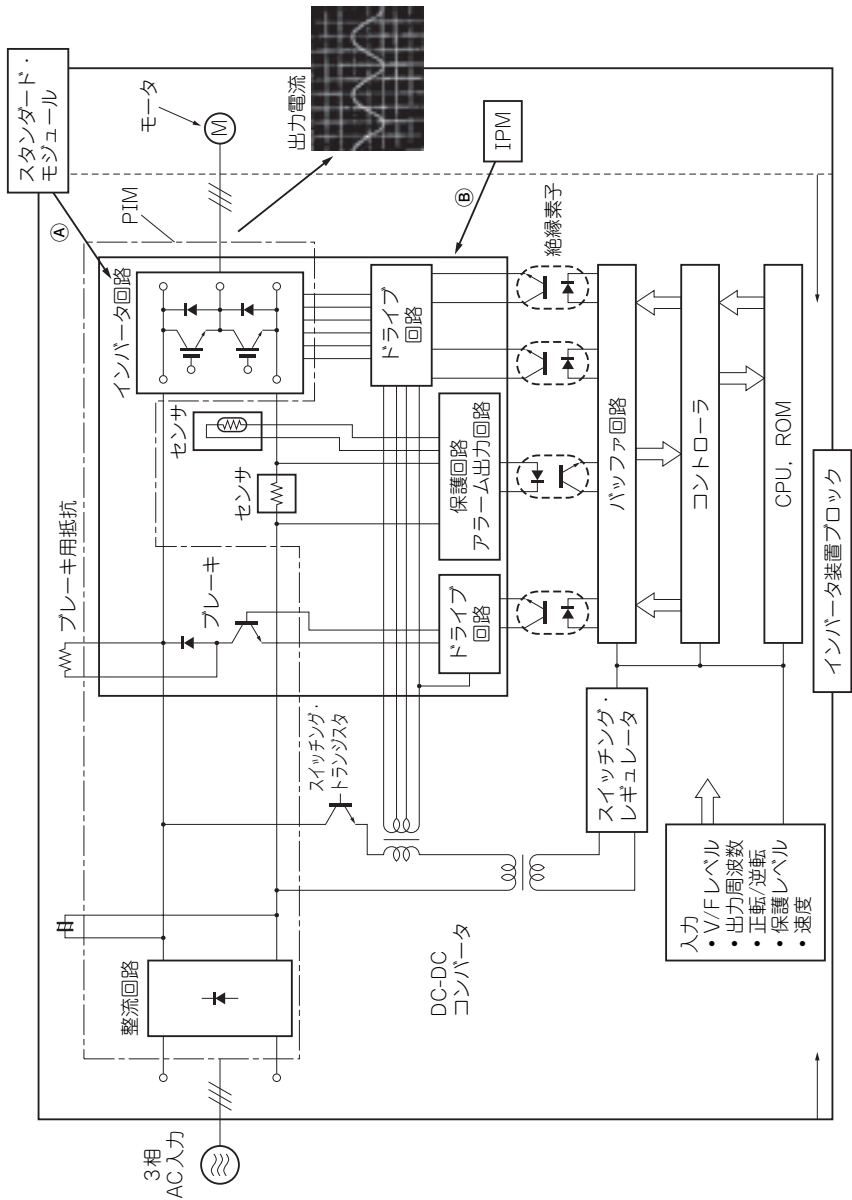 スタンダード・
モジュール
Ⓐ
PIM
モータ
M
出力電流
IPM
Ⓑ
絶縁素子
インバータ回路
センサ
センサ
ブレーキ用抵抗
ブレーキ
ドライブ
回路
保護回路
アラーム出力回路
ドライブ
回路
バッファ回路
コントローラ
CPU, ROM
インバータ装置ブロック
スイッチング・
トランジスタ
スイッチング・
レギュレータ
整流回路
DC-DC
コンバータ
入力
・V/Fレベル
・出力周波数
・正転/逆転
・保護レベル
・速度
3相
AC入力